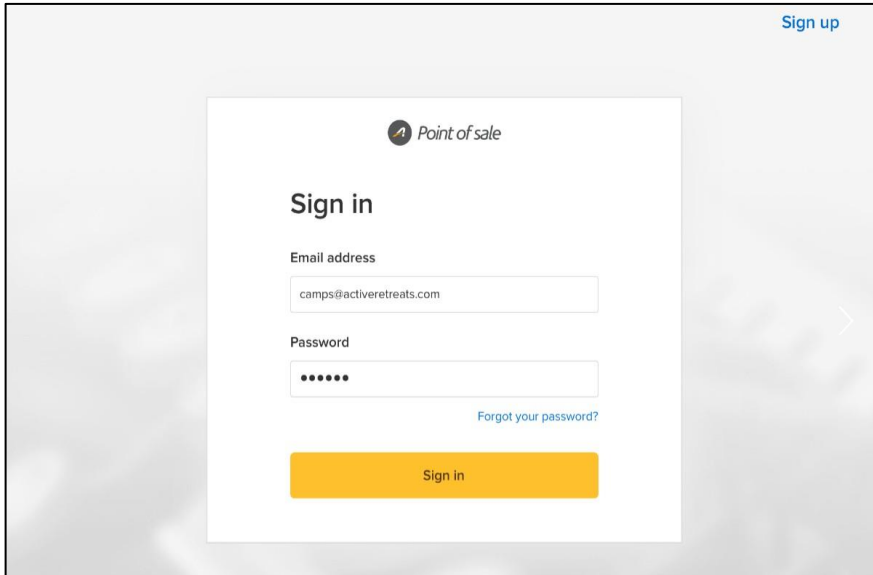 Sign up
Point of sale
Sign in
Email address
camps@activeretreats.com
Password
••••••
Forgot your password?
Sign in